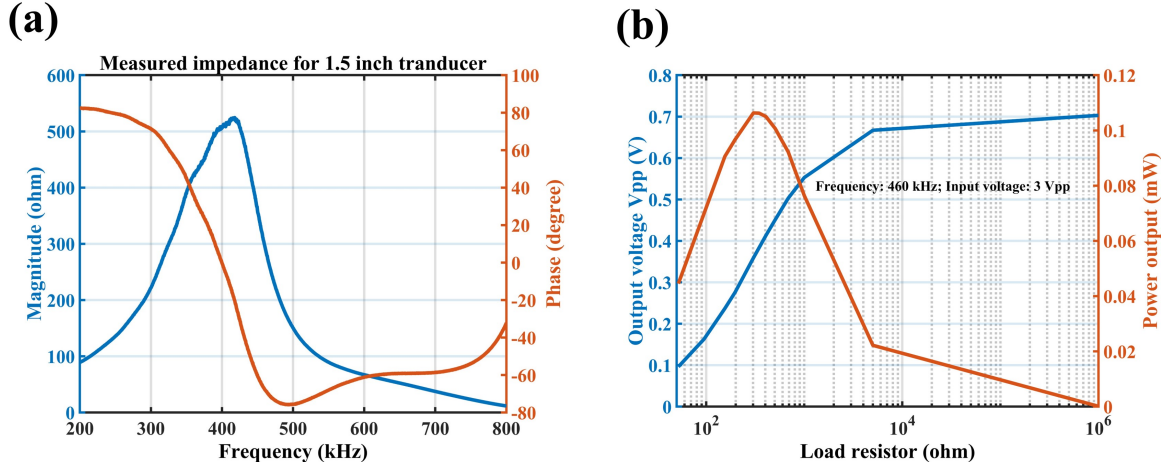 (a)
Measured impedance for 1.5 inch tranducer
600
500
400
300
200
100
0
Magnitude (ohm)
100
80
60
40
20
0
-20
-40
-60
-80
Phase (degree)
200 300 400 500 600 700 800
Frequency (kHz)
(b)
0.8
0.7
0.6
0.5
0.4
0.3
0.2
0.1
0
Output voltage Vpp (V)
Frequency: 460 kHz; Input voltage: 3 Vpp
0.12
0.10
0.080
0.060
0.04
0.02
0
Power output (mW)
10² 10⁴ 10⁶
Load resistor (ohm)